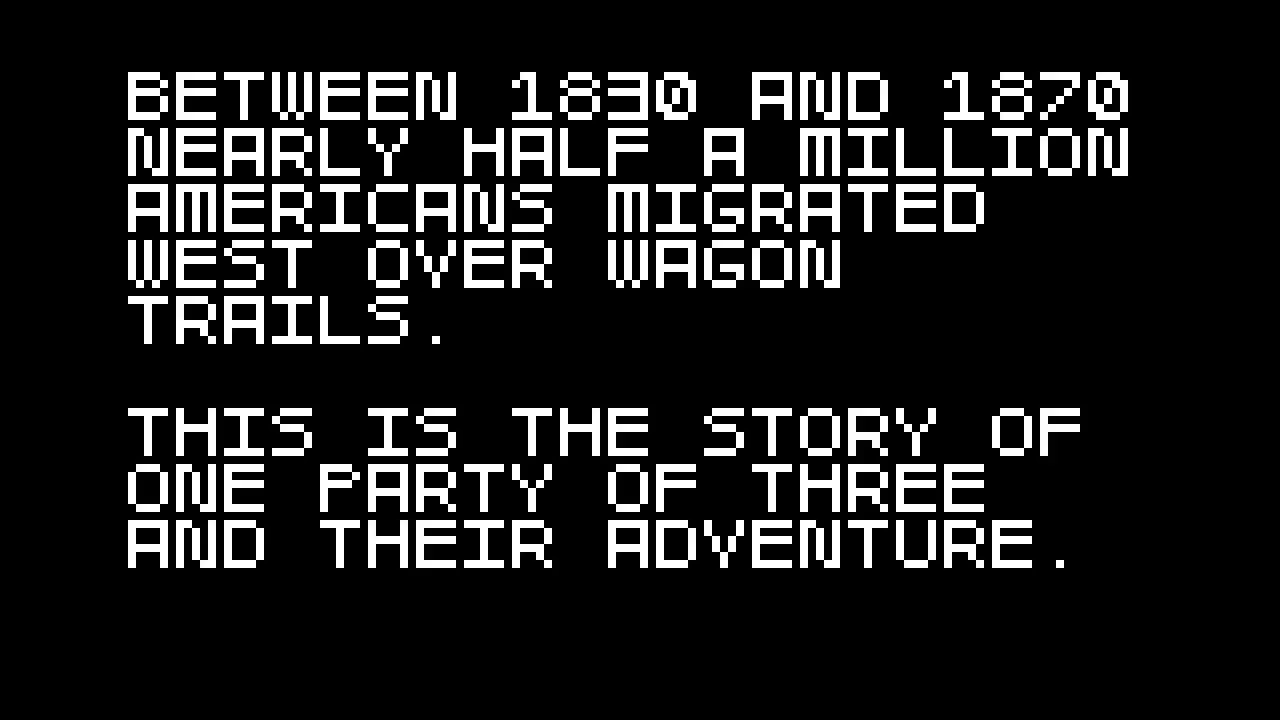 BETWEEN 1830 AND 1870
NEARLY HALF A MILLION
AMERICANS MIGRATED
WEST OVER WAGON
TRAILS.
THIS IS THE STORY OF
ONE PARTY OF THREE
AND THEIR ADVENTURE.